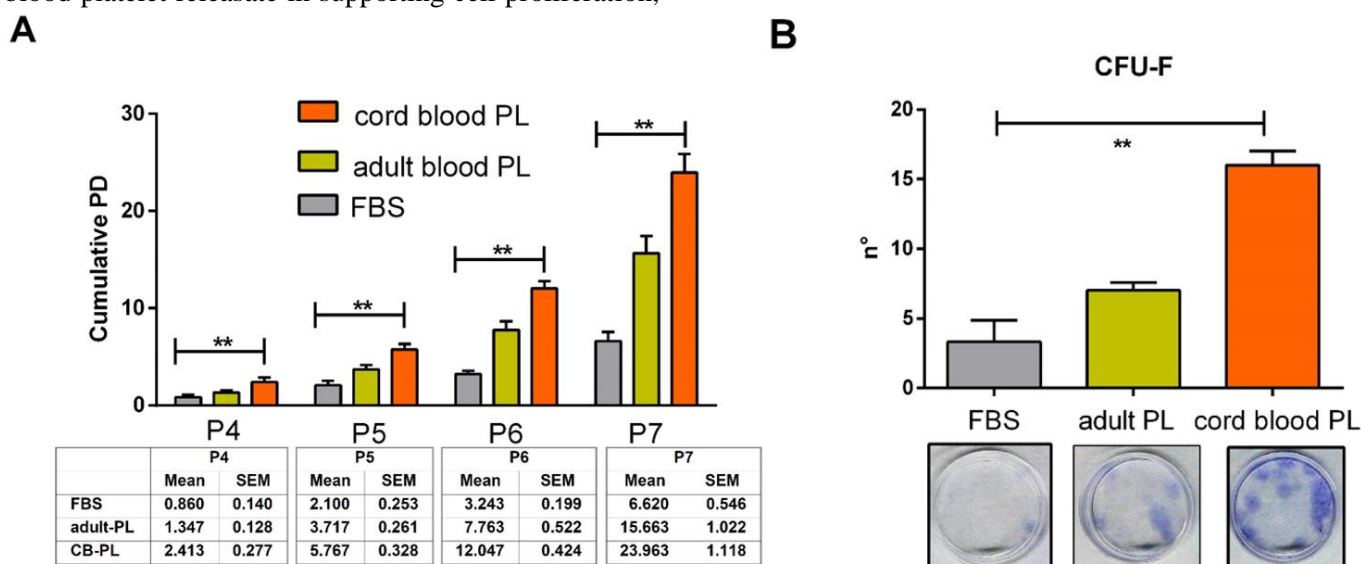 blood platelet releasate in supporting cell proliferation,
A
cord blood PL
adult blood PL
FBS
Cumulative PD
30
20
10
0
**
**
**
**
P4 P5 P6 P7
P4 P5 P6 P7
Mean SEM Mean SEM Mean SEM Mean SEM
FBS 0.860 0.140 2.100 0.253 3.243 0.199 6.620 0.546
adult-PL 1.347 0.128 3.717 0.261 7.763 0.522 15.663 1.022
CB-PL 2.413 0.277 5.767 0.328 12.047 0.424 23.963 1.118
B
CFU-F
n°
20
15
10
5
0
**
FBS adult PL cord blood PL